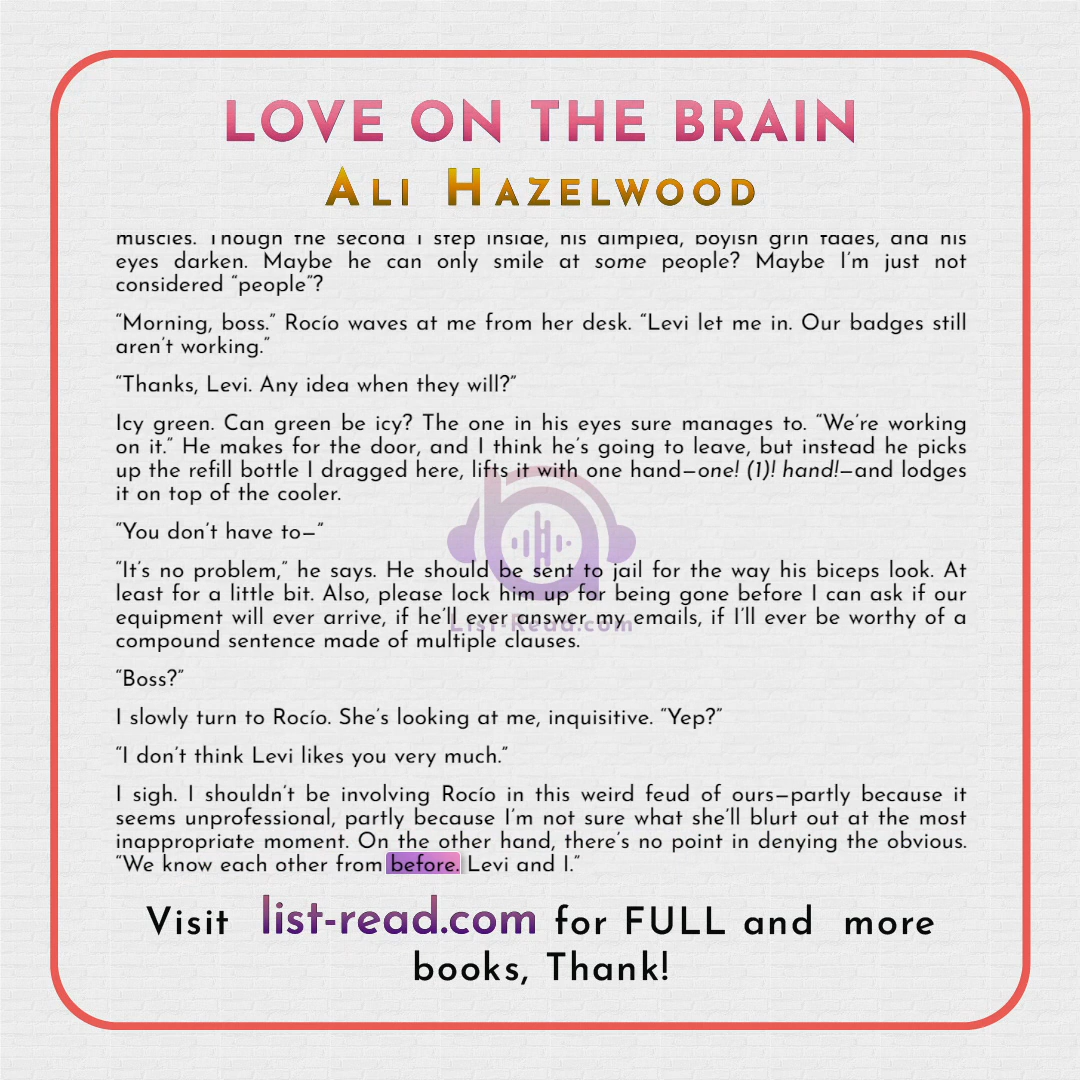 LOVE ON THE BRAIN
ALI HAZELWOOD
muscles. Though the second I step inside, his dimpled, boyish grin fades, and his
eyes darken. Maybe he can only smile at some people? Maybe I'm just not
considered “people”?
“Morning, boss.” Rocío waves at me from her desk. “Levi let me in. Our badges still
aren't working.”
“Thanks, Levi. Any idea when they will?”
Icy green. Can green be icy? The one in his eyes sure manages to. “We're working
on it.” He makes for the door, and I think he's going to leave, but instead he picks
up the refill bottle I dragged here, lifts it with one hand—one! (1)! hand!—and lodges
it on top of the cooler.
“You don't have to—”
“It's no problem,” he says. He should be sent to jail for the way his biceps look. At
least for a little bit. Also, please lock him up for being gone before I can ask if our
equipment will ever arrive, if he'll ever answer my emails, if I'll ever be worthy of a
List-Read.com
compound sentence made of multiple clauses.
“Boss?”
I slowly turn to Rocío. She's looking at me, inquisitive. “Yep?”
“I don't think Levi likes you very much.”
I sigh. I shouldn't be involving Rocío in this weird feud of ours—partly because it
seems unprofessional, partly because I'm not sure what she'll blurt out at the most
inappropriate moment. On the other hand, there's no point in denying the obvious.
“We know each other from before. Levi and I.”
Visit list-read.com for FULL and more
books, Thank!